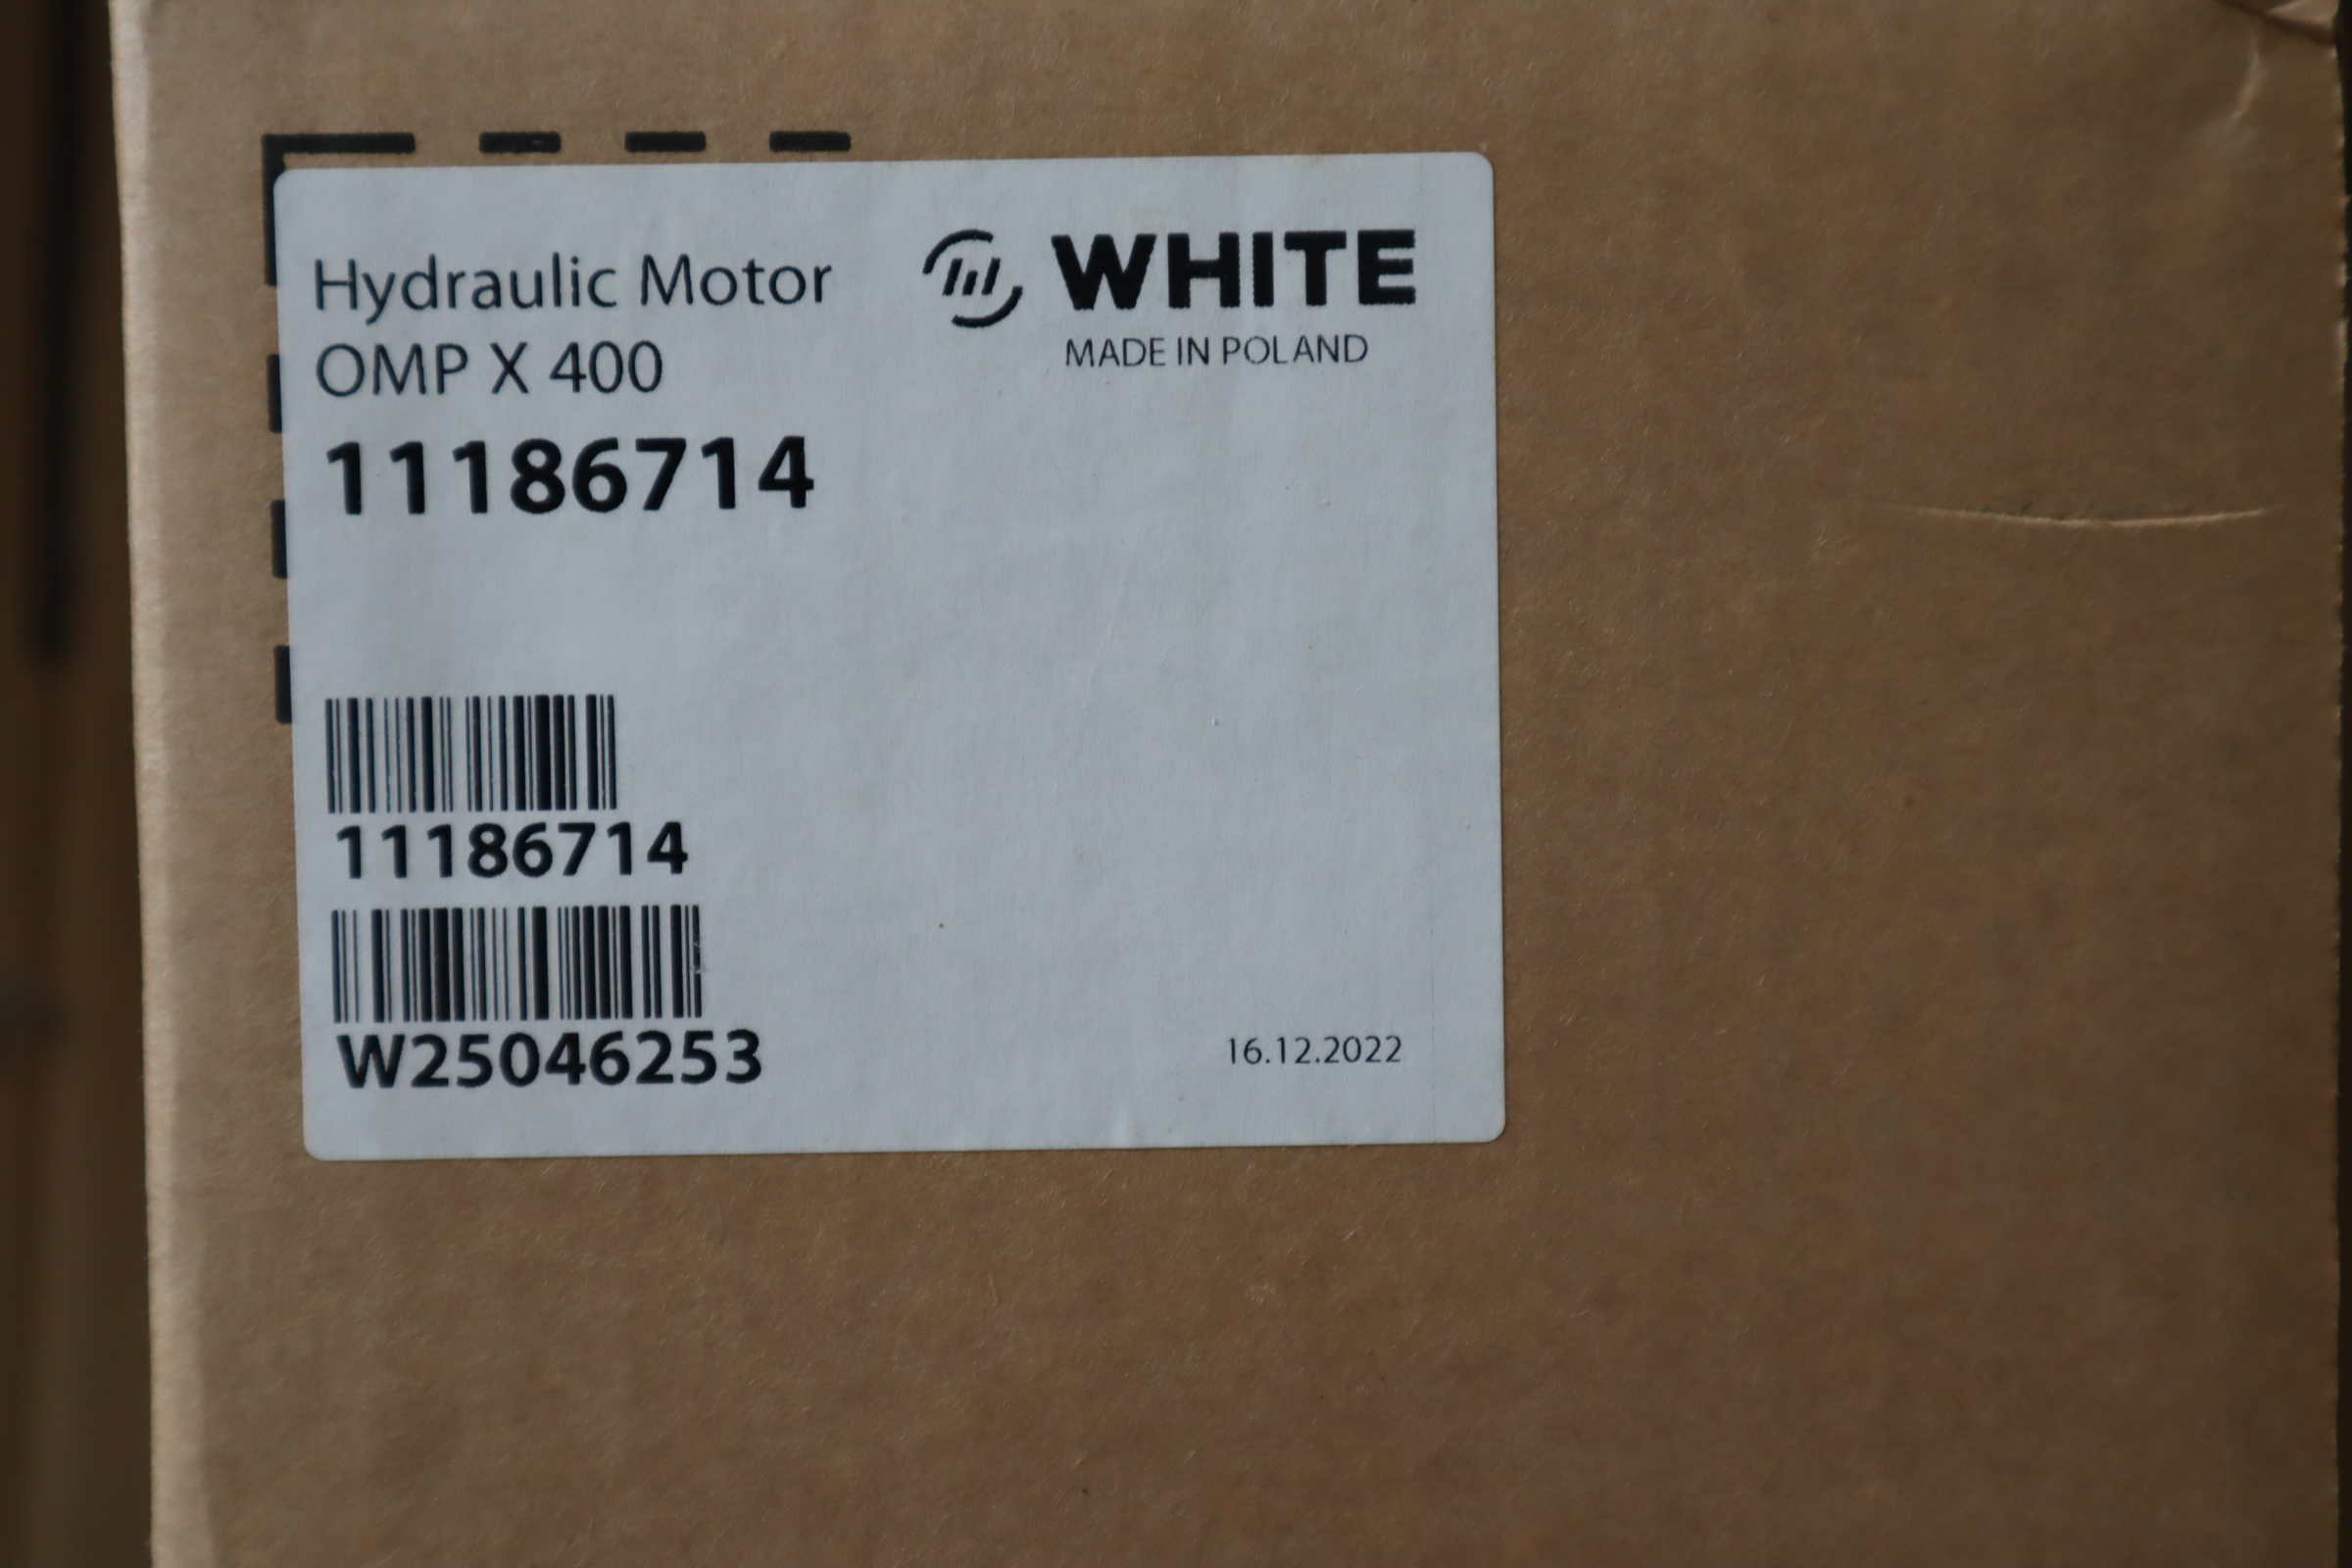 Hydraulic Motor
OMP X 400
11186714
WHITE
MADE IN POLAND
11186714
W25046253
16.12.2022